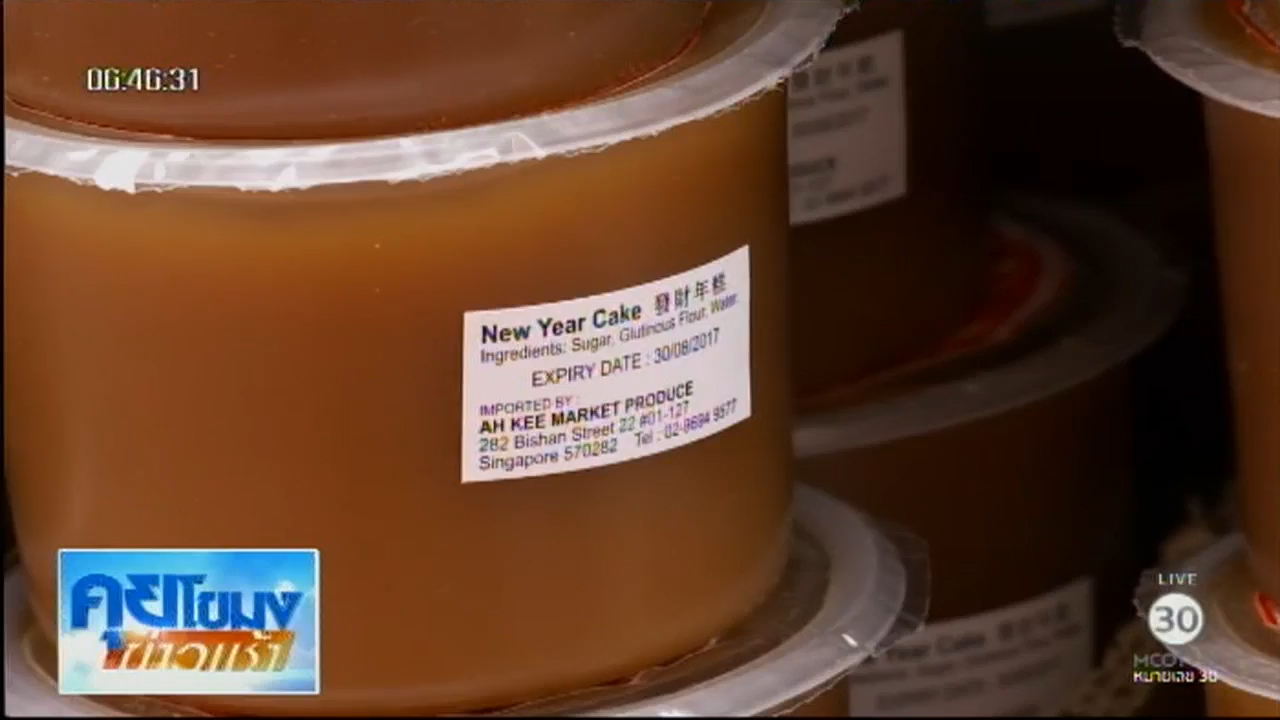 06:46:31
New Year Cake 發財年糕
Ingredients: Sugar, Glutinous Flour, Water.
EXPIRY DATE : 30/08/2017
IMPORTED BY :
AH KEE MARKET PRODUCE
282 Bishan Street 22 #01-127
Singapore 570282 Tel : 02-9694 9577
คุยโขมง
ข่าวเช้า
LIVE
30
MCOT
หมายเลข 30
Year Cake